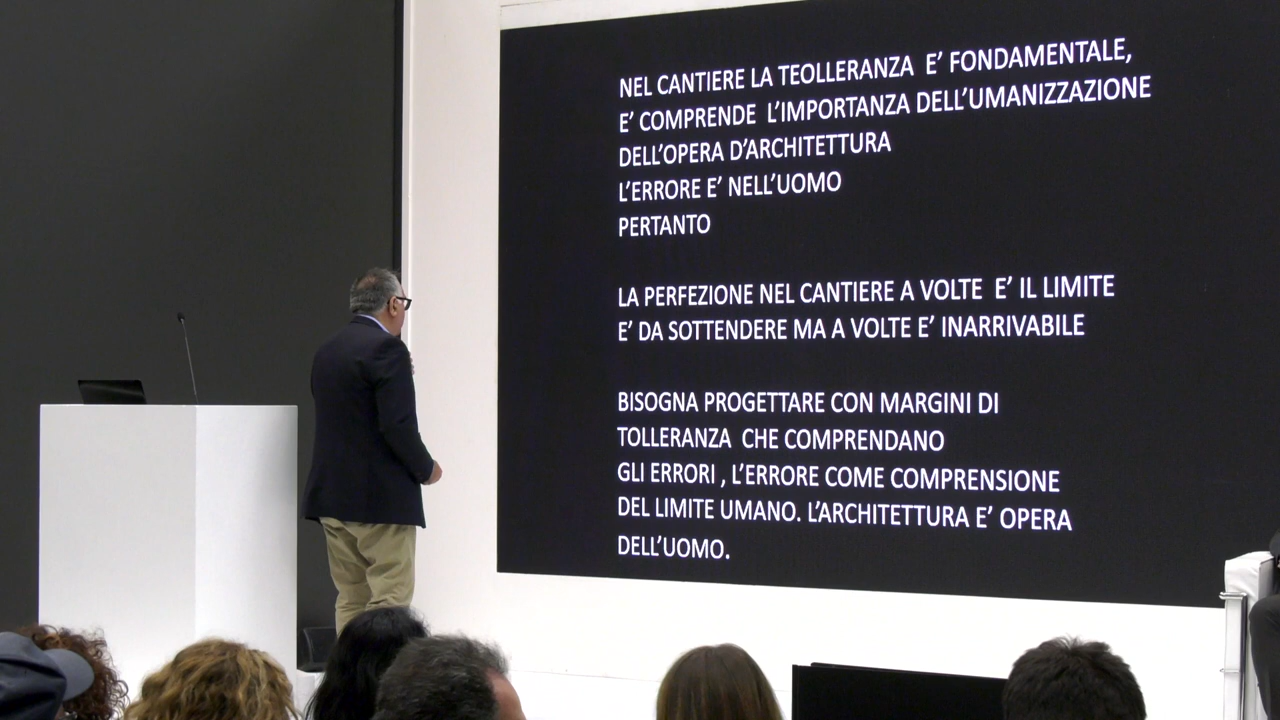 NEL CANTIERE LA TEOLLERANZA E’ FONDAMENTALE,
E’ COMPRENDE L’IMPORTANZA DELL’UMANIZZAZIONE
DELL’OPERA D’ARCHITETTURA
L’ERRORE E’ NELL’UOMO
PERTANTO
LA PERFEZIONE NEL CANTIERE A VOLTE E’ IL LIMITE
E’ DA SOTTENDERE MA A VOLTE E’ INARRIVABILE
BISOGNA PROGETTARE CON MARGINI DI
TOLLERANZA CHE COMPRENDANO
GLI ERRORI , L’ERRORE COME COMPRENSIONE
DEL LIMITE UMANO. L’ARCHITETTURA E’ OPERA
DELL’UOMO.